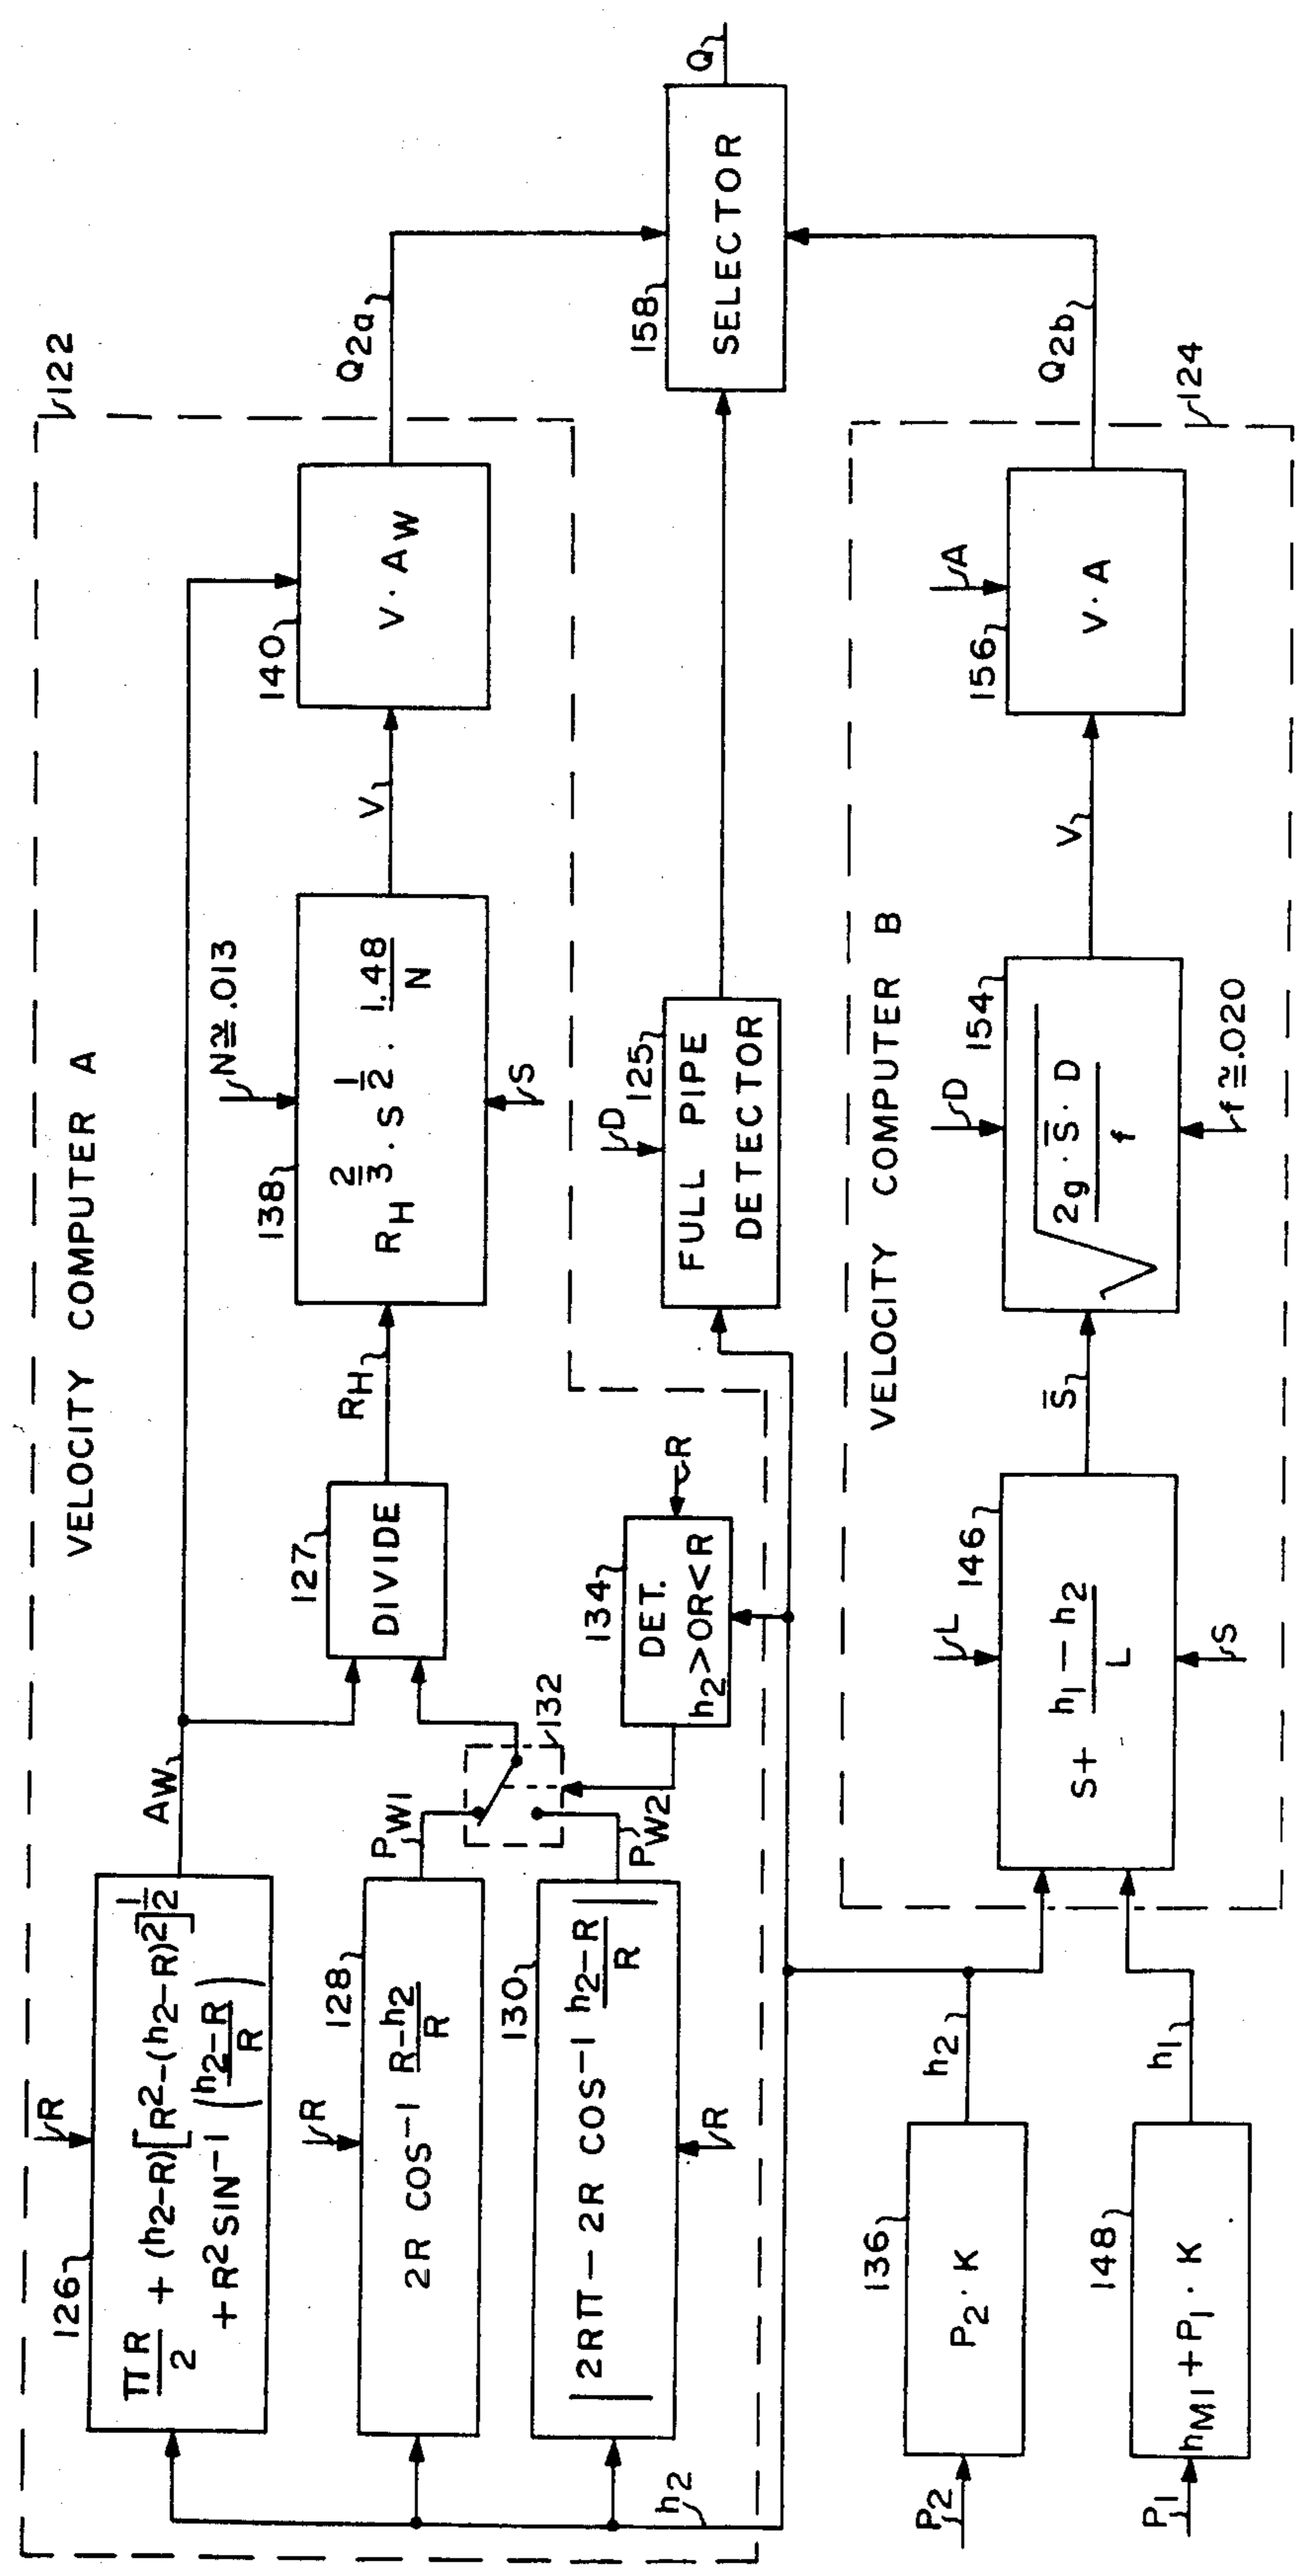 VELOCITY COMPUTER A
122
R
126
πR/2 + (h2–R)[R²–(h2–R)²]^1/2
+ R² SIN⁻¹ (h2–R/R)
AW
R
128
2R COS⁻¹ R–h2/R
PW1
130
|2Rπ – 2R COS⁻¹ h2–R/R|
R
PW2
132
127
DIVIDE
RH
134
DET.
h2>OR<R
R
138
N≅.013
RH^2/3 · S^1/2 · 1.48/N
S
V
140
V · AW
Q2a
h2
D
125
FULL PIPE
DETECTOR
158
SELECTOR
Q
136
P2
P2 · K
h2
148
P1
hM1 + P1 · K
h1
VELOCITY COMPUTER B
124
L
146
S + h1 – h2/L
S
S̅
D
154
√2g · S̅ · D/f
f≅.020
V
A
156
V · A
Q2b